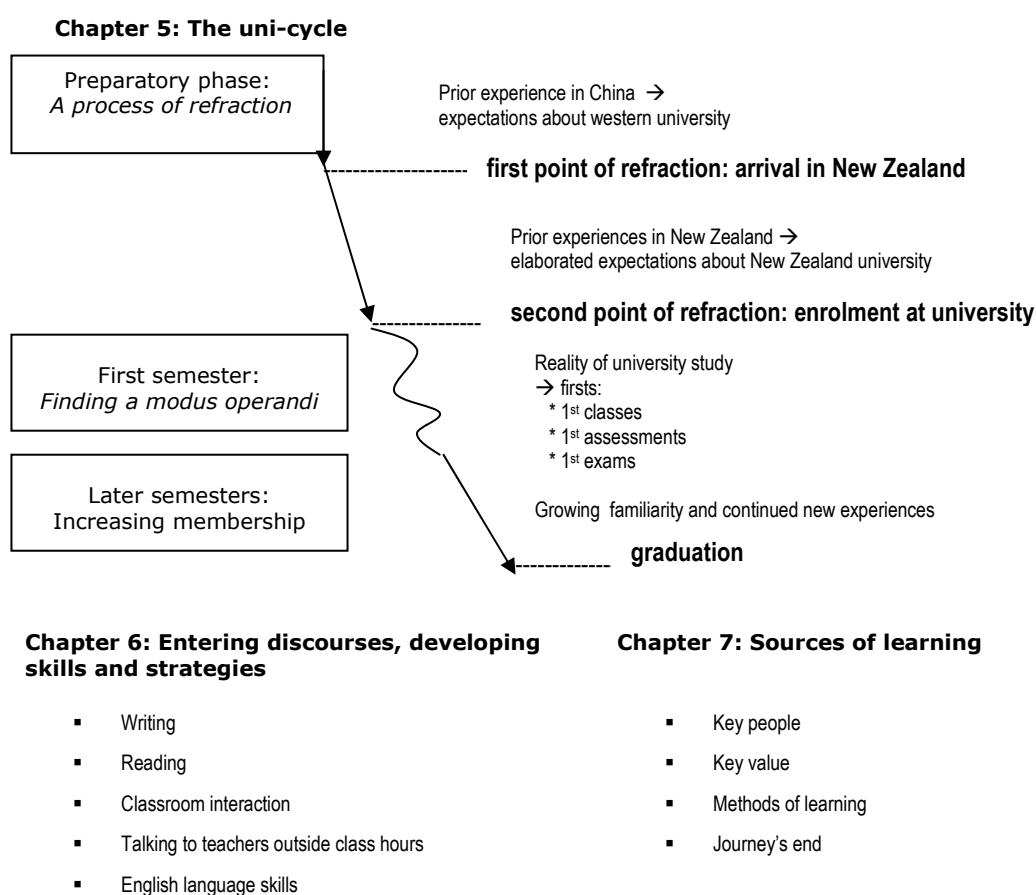 Chapter 5: The uni-cycle
Preparatory phase:
A process of refraction
Prior experience in China →
expectations about western university
first point of refraction: arrival in New Zealand
Prior experiences in New Zealand →
elaborated expectations about New Zealand university
second point of refraction: enrolment at university
First semester:
Finding a modus operandi
Reality of university study
→ firsts:
* 1st classes
* 1st assessments
* 1st exams
Later semesters:
Increasing membership
Growing familiarity and continued new experiences
graduation
Chapter 6: Entering discourses, developing
skills and strategies
▪ Writing
▪ Reading
▪ Classroom interaction
▪ Talking to teachers outside class hours
▪ English language skills
Chapter 7: Sources of learning
▪ Key people
▪ Key value
▪ Methods of learning
▪ Journey's end